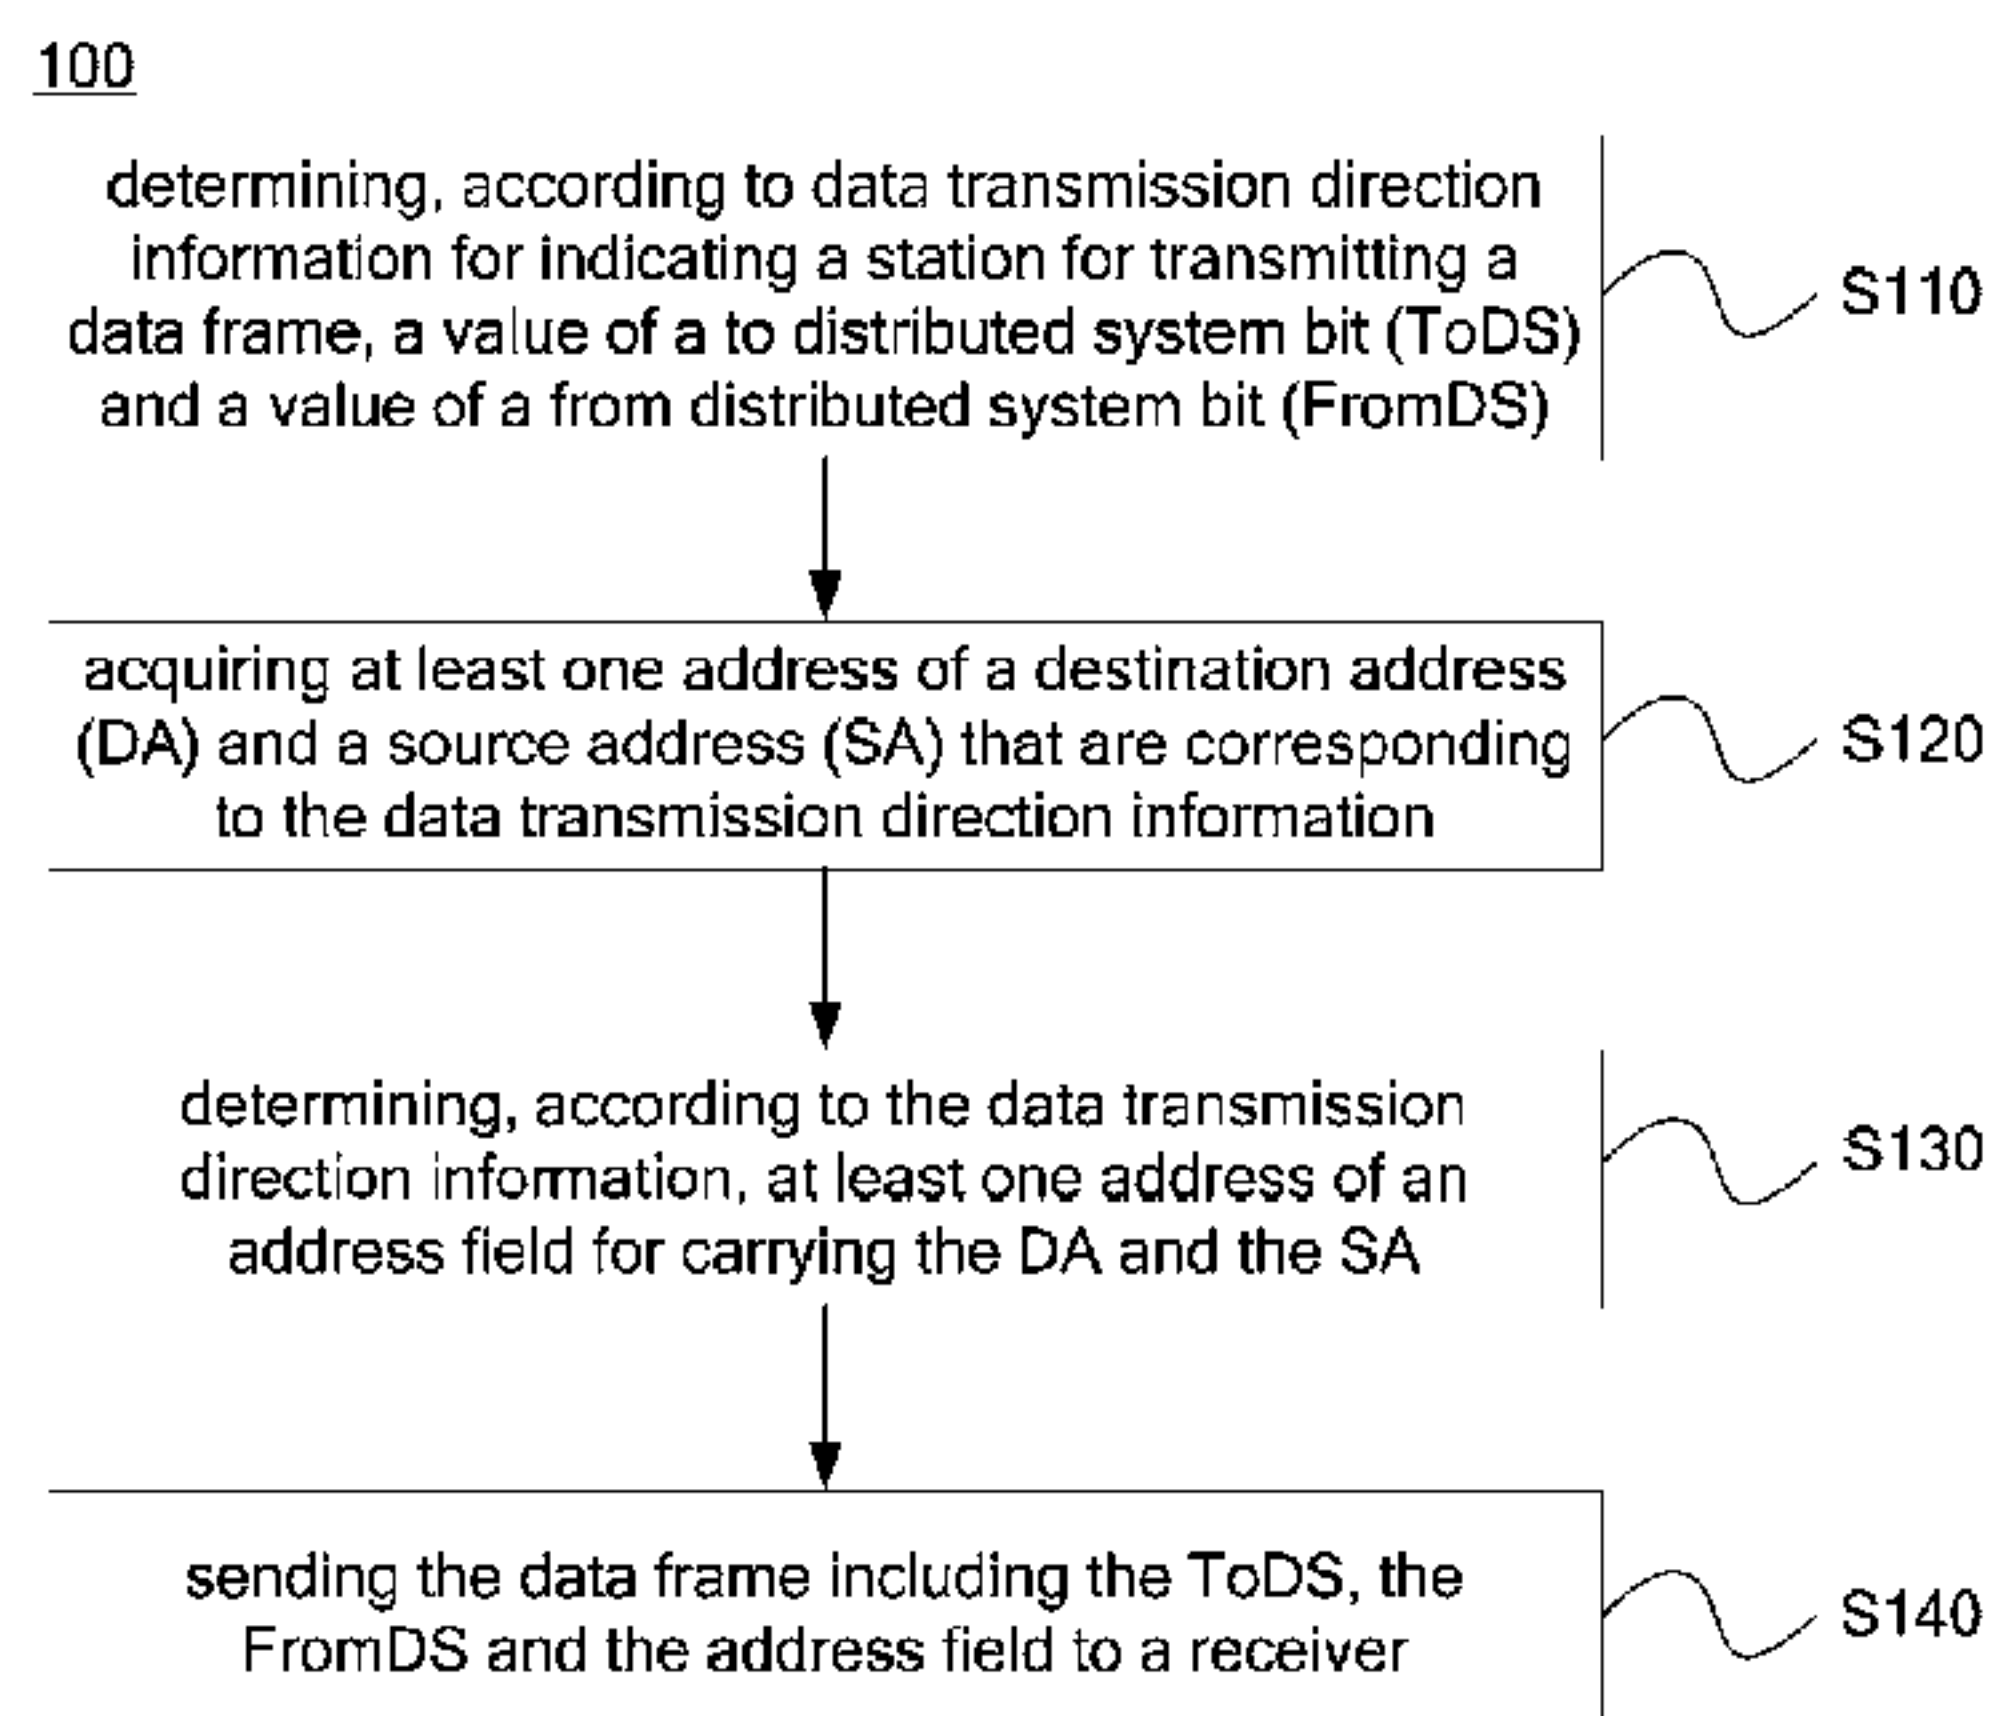 100
determining, according to data transmission direction
information for indicating a station for transmitting a
data frame, a value of a to distributed system bit (ToDS)
and a value of a from distributed system bit (FromDS)
S110
acquiring at least one address of a destination address
(DA) and a source address (SA) that are corresponding
to the data transmission direction information
S120
determining, according to the data transmission
direction information, at least one address of an
address field for carrying the DA and the SA
S130
sending the data frame including the ToDS, the
FromDS and the address field to a receiver
S140